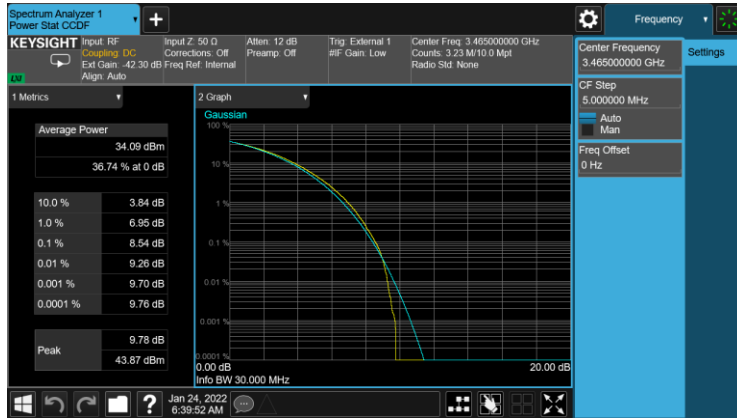 Spectrum Analyzer 1
Power Stat CCDF
+
Frequency
KEYSIGHT
Input: RF
Coupling: DC
Ext Gain: -42.30 dB
Align: Auto
Input Z: 50 Ω
Corrections: Off
Freq Ref: Internal
Atten: 12 dB
Preamp: Off
Trig: External 1
#IF Gain: Low
Center Freq: 3.465000000 GHz
Counts: 3.23 M/10.0 Mpt
Radio Std: None
LXI
Center Frequency
3.465000000 GHz
Settings
CF Step
5.000000 MHz
Auto
Man
Freq Offset
0 Hz
1 Metrics
Average Power
34.09 dBm
36.74 % at 0 dB
10.0 % 3.84 dB
1.0 % 6.95 dB
0.1 % 8.54 dB
0.01 % 9.26 dB
0.001 % 9.70 dB
0.0001 % 9.76 dB
Peak
9.78 dB
43.87 dBm
2 Graph
Gaussian
100 %
10 %
1 %
0.1 %
0.01 %
0.001 %
0.0001 %
0.00 dB 20.00 dB
Info BW 30.000 MHz
?
Jan 24, 2022
6:39:52 AM